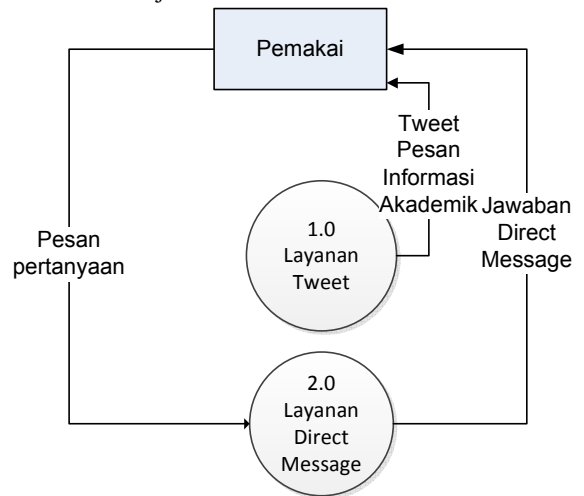 Pemakai
Tweet
Pesan
Informasi
Akademik
Jawaban
Direct
Message
Pesan
pertanyaan
1.0
Layanan
Tweet
2.0
Layanan
Direct
Message